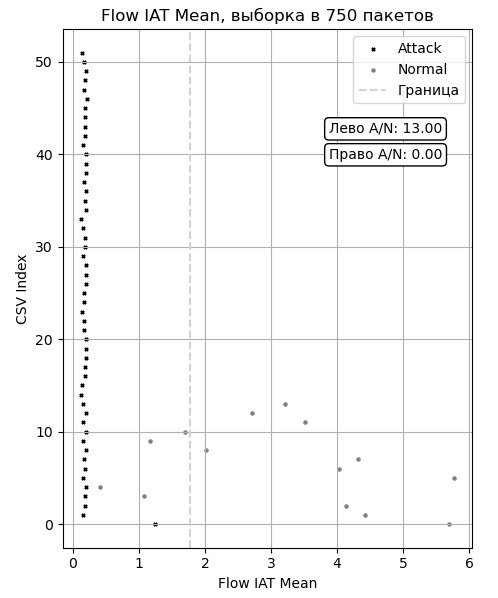 Flow IAT Mean, выборка в 750 пакетов
Attack
Normal
Граница
Лево A/N: 13.00
Право A/N: 0.00
CSV Index
50
40
30
20
10
0
0 1 2 3 4 5 6
Flow IAT Mean